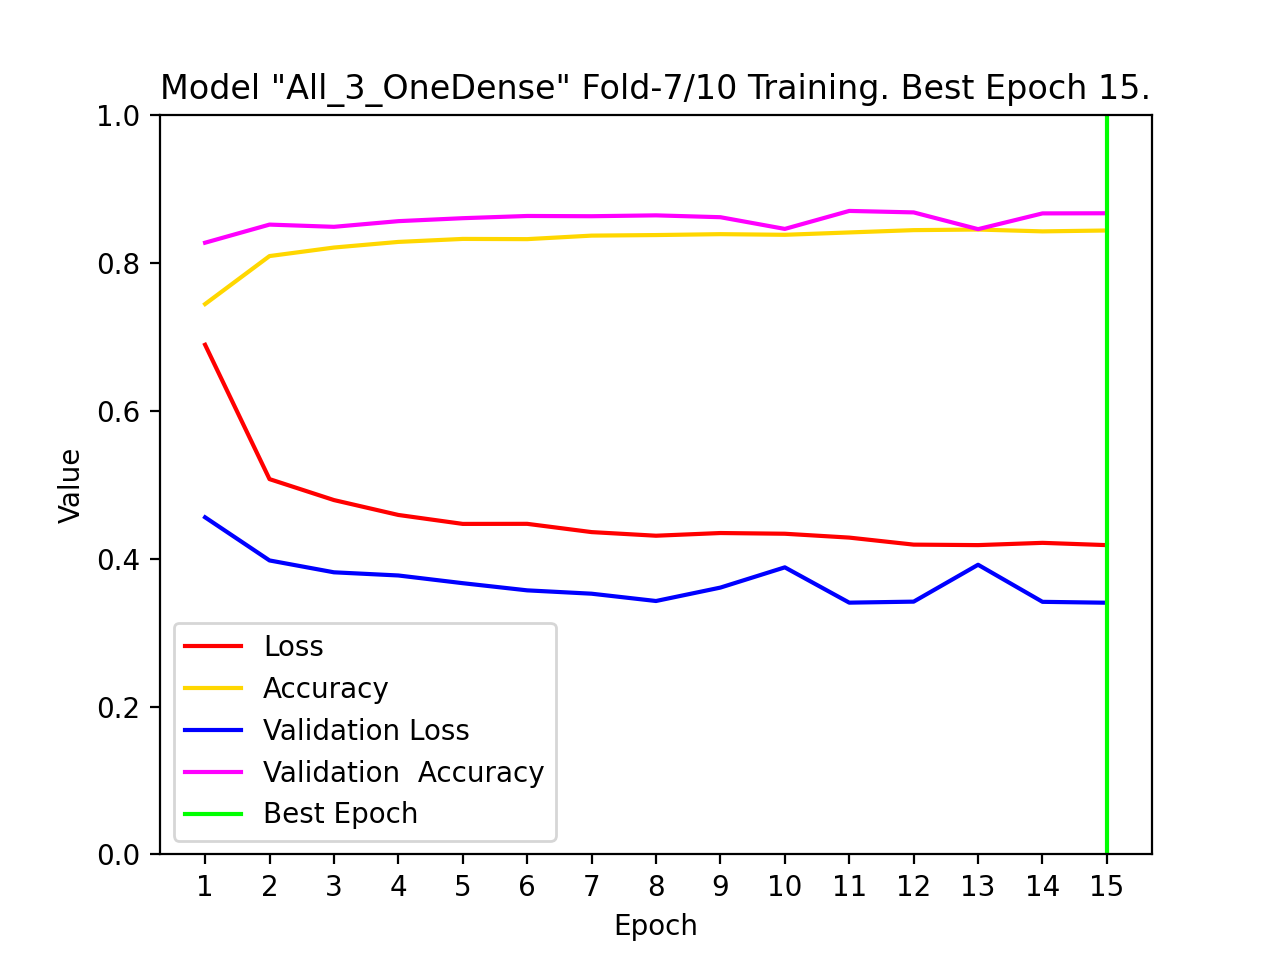 Model "All_3_OneDense" Fold-7/10 Training. Best Epoch 15.
1.0
0.8
0.6
0.4
0.2
0.0
Value
Loss
Accuracy
Validation Loss
Validation  Accuracy
Best Epoch
1 2 3 4 5 6 7 8 9 10 11 12 13 14 15
Epoch